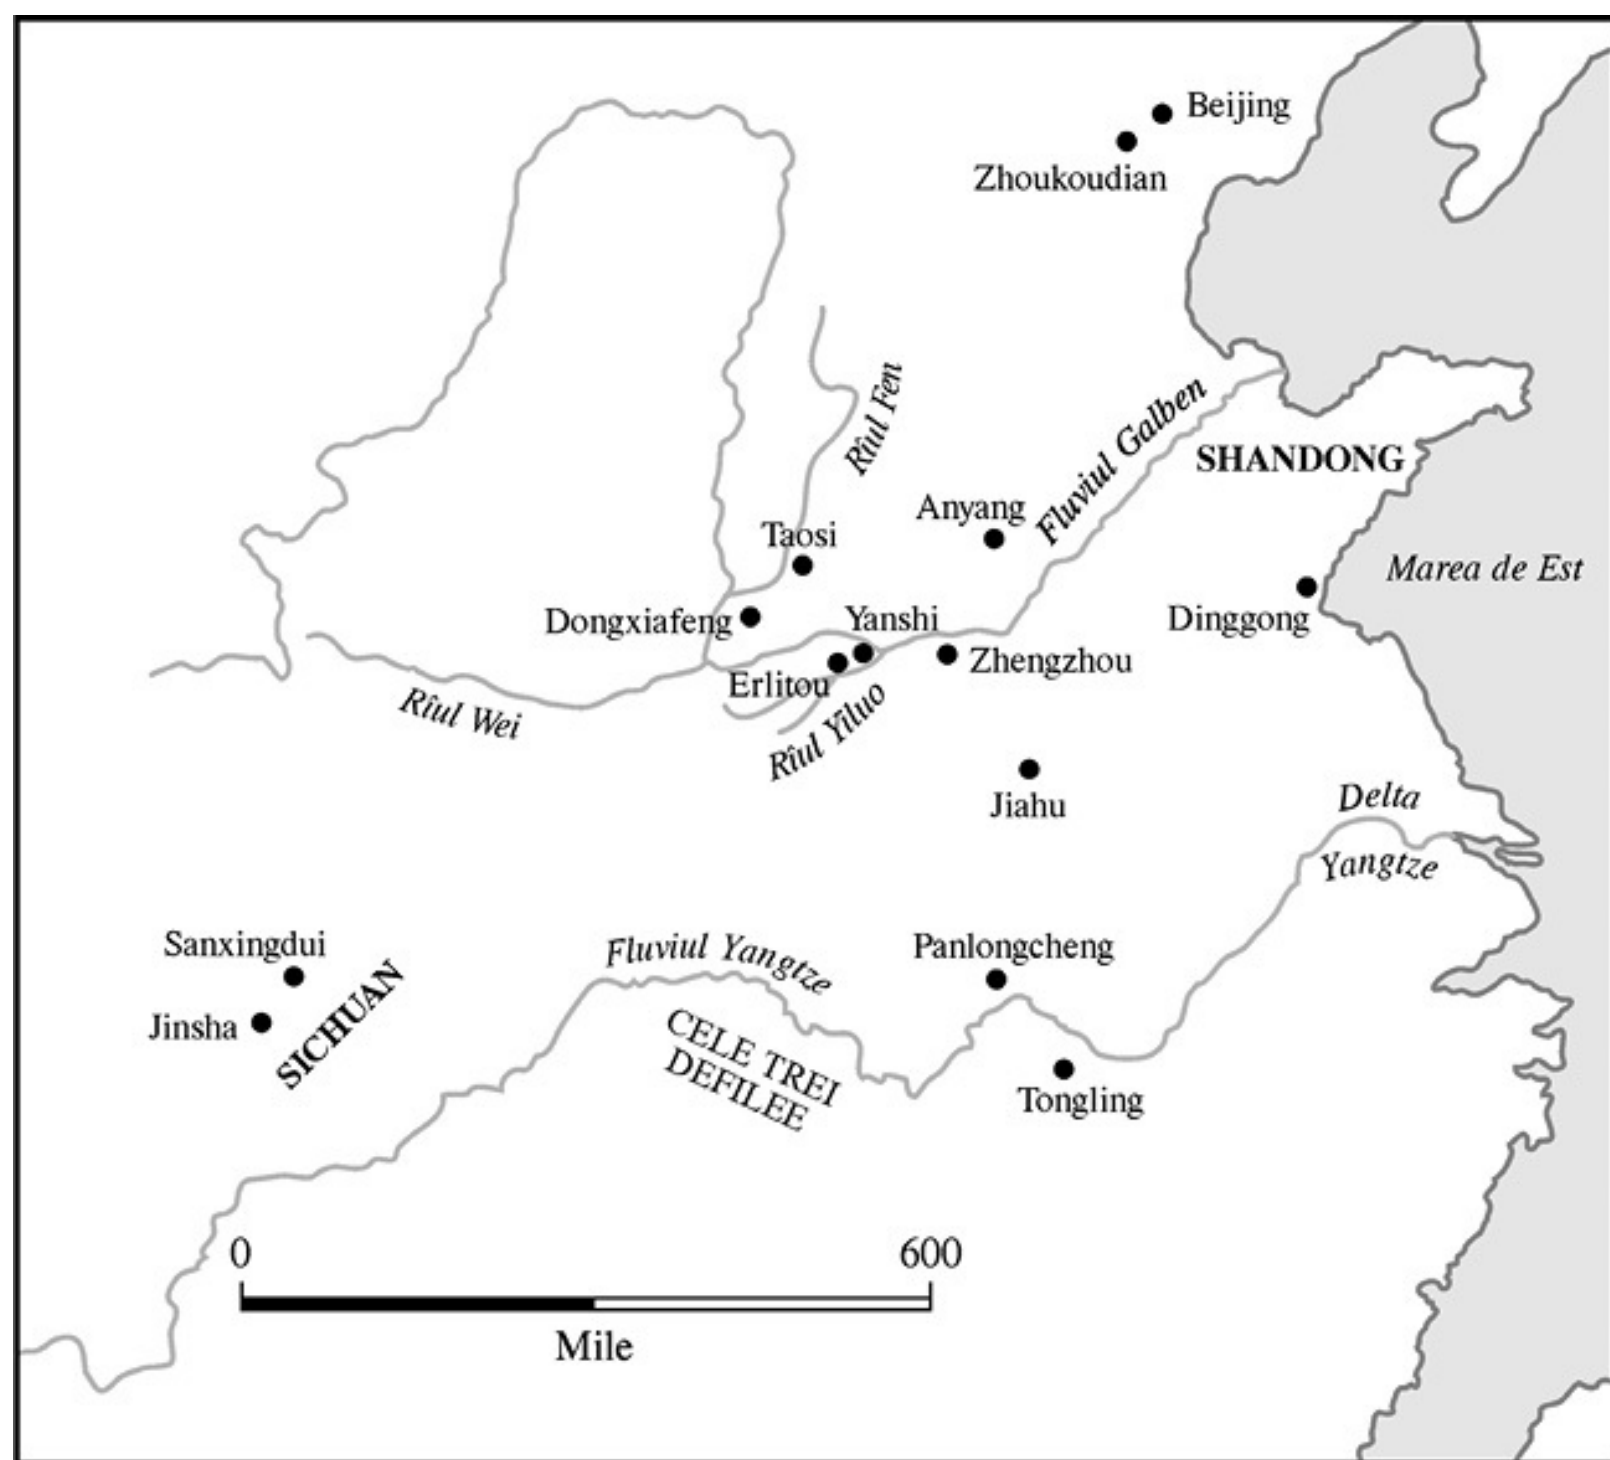 Beijing
Zhoukoudian
Rîul Fen
Fluviul Galben
SHANDONG
Anyang
Taosi
Marea de Est
Dongxiafeng
Yanshi
Dinggong
Zhengzhou
Erlitou
Rîul Wei
Rîul Yiluo
Jiahu
Delta
Yangtze
Sanxingdui
Fluviul Yangtze
Panlongcheng
Jinsha
SICHUAN
CELE TREI
DEFILEE
Tongling
0
600
Mile